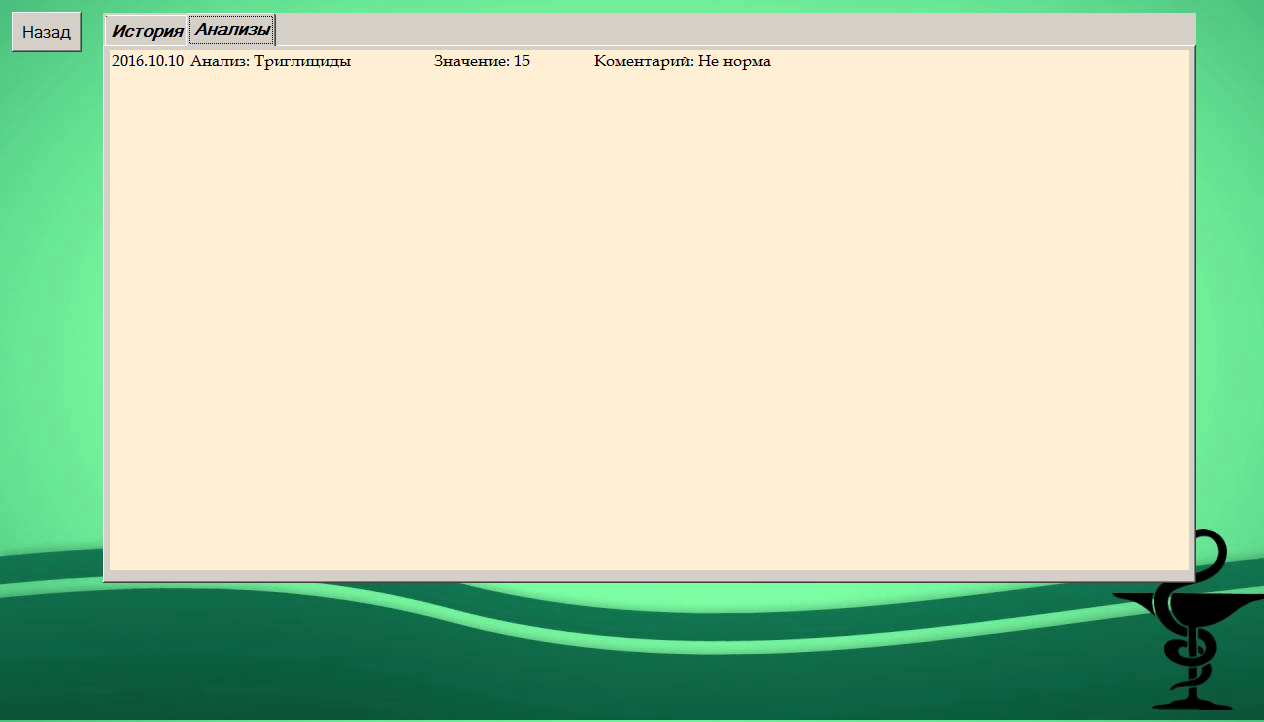 Назад
История Анализы
2016.10.10 Анализ: Триглициды Значение: 15 Коментарий: Не норма